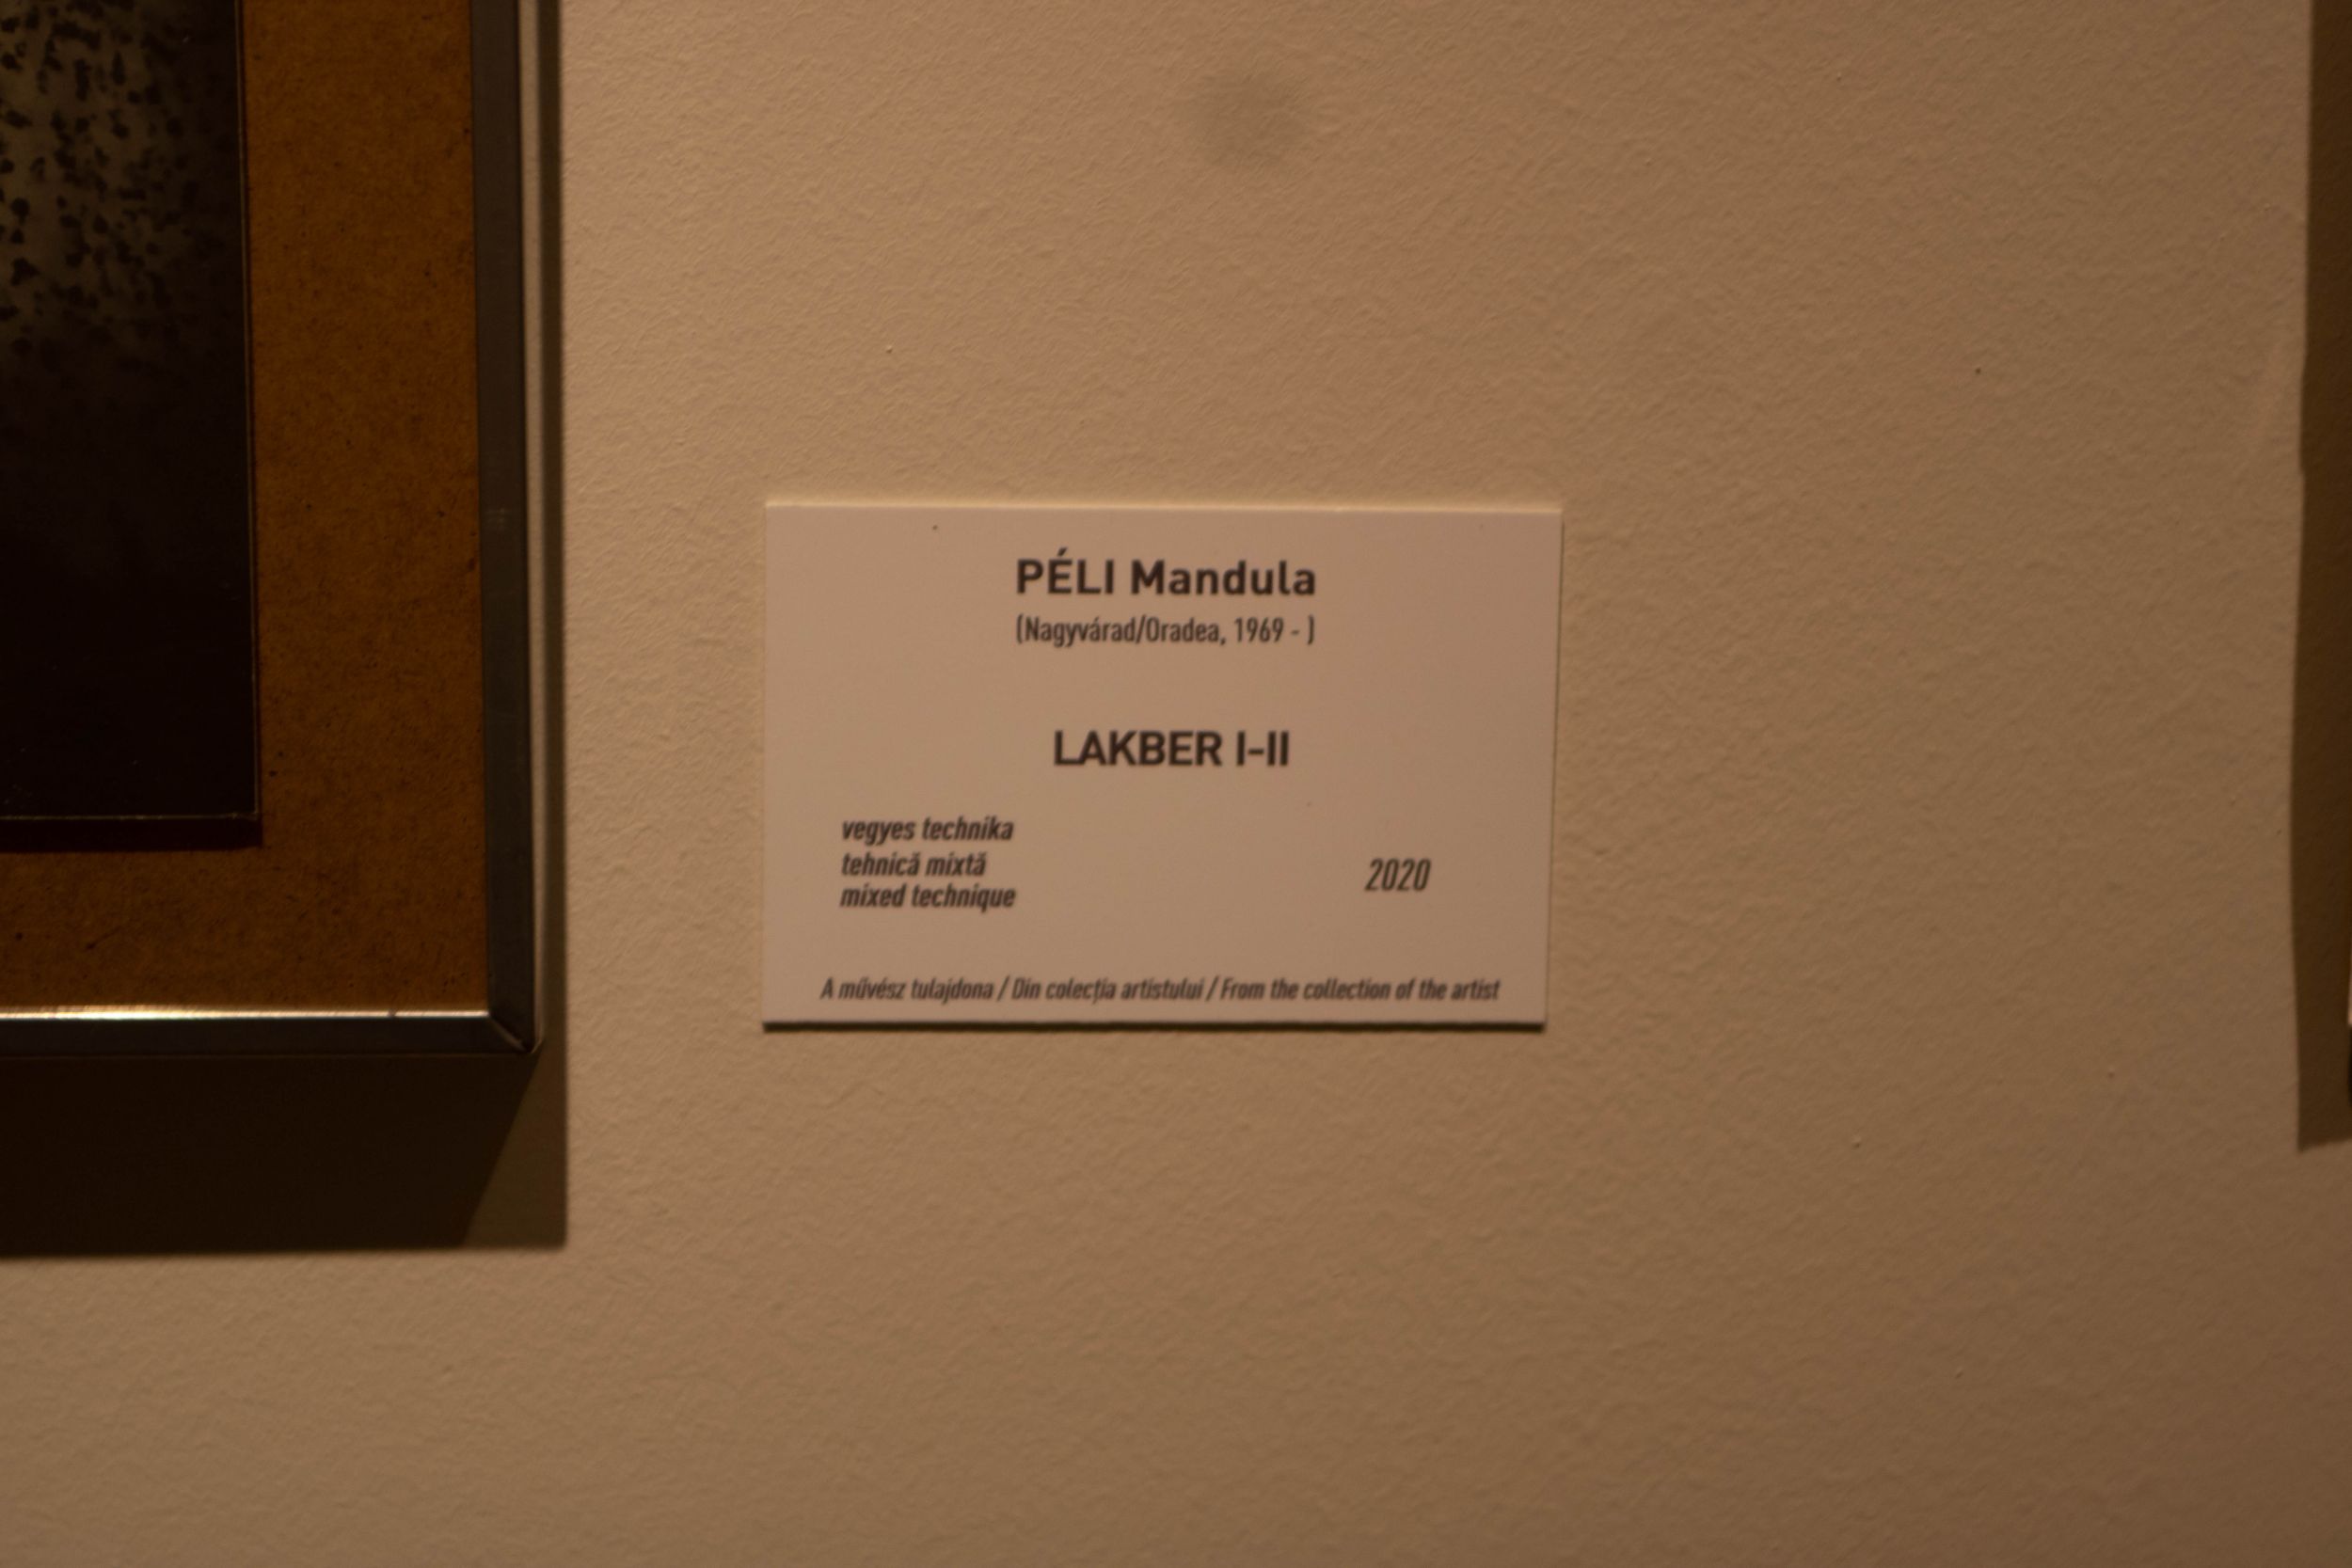 PÉLI Mandula
(Nagyvárad/Oradea, 1969 - )
LAKBER I-II
vegyes technika
tehnică mixtă
mixed technique
2020
A művész tulajdona / Din colecția artistului / From the collection of the artist